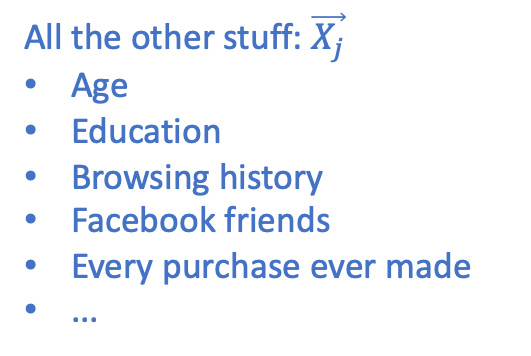 All the other stuff: $\overrightarrow{X_j}$
• Age
• Education
• Browsing history
• Facebook friends
• Every purchase ever made
• ...